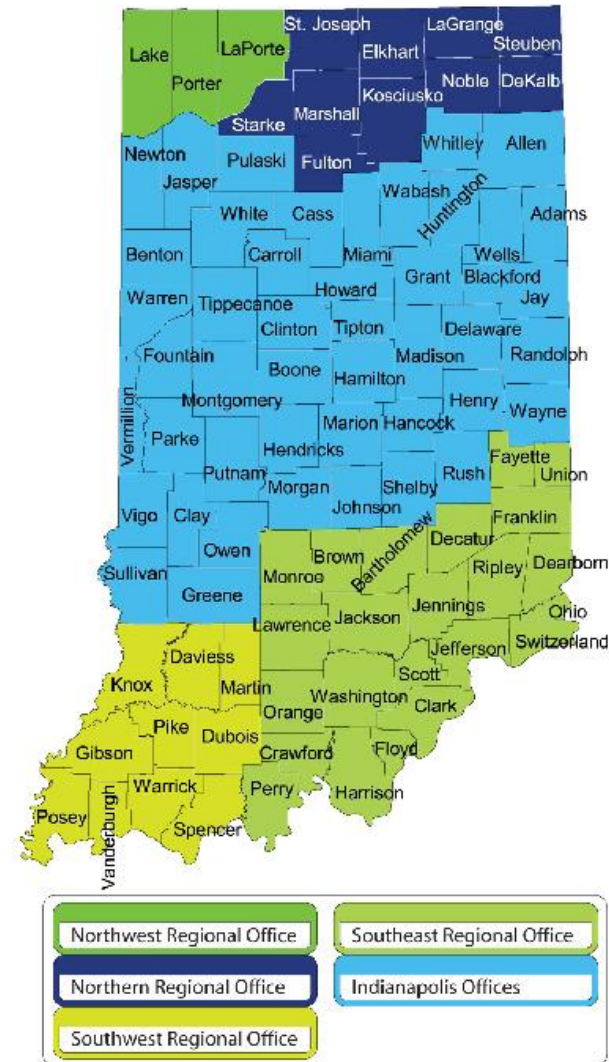 St. Joseph
LaGrange
Steuben
Lake
LaPorte
Elkhart
Porter
Noble
DeKalb
Kosciusko
Marshall
Starke
Newton
Pulaski
Fulton
Whitley
Allen
Jasper
Wabash
Huntington
White
Cass
Adams
Benton
Carroll
Miami
Wells
Grant
Blackford
Warren
Howard
Jay
Tippecanoe
Clinton
Tipton
Delaware
Fountain
Madison
Randolph
Boone
Hamilton
Vermillion
Montgomery
Henry
Wayne
Marion
Hancock
Parke
Hendricks
Putnam
Rush
Fayette
Union
Morgan
Shelby
Johnson
Vigo
Clay
Franklin
Bartholomew
Decatur
Owen
Brown
Monroe
Ripley
Dearborn
Sullivan
Greene
Jennings
Lawrence
Jackson
Ohio
Jefferson
Switzerland
Daviess
Knox
Martin
Scott
Washington
Clark
Orange
Pike
Dubois
Gibson
Crawford
Floyd
Warrick
Perry
Harrison
Posey
Vanderburgh
Spencer
Northwest Regional Office
Southeast Regional Office
Northern Regional Office
Indianapolis Offices
Southwest Regional Office